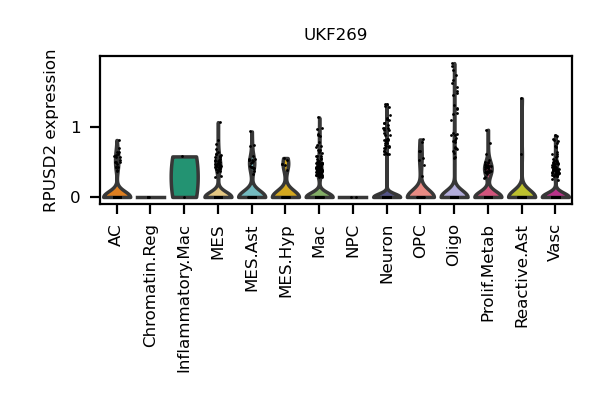 UKF269
RPUSD2 expression
1
0
AC
Chromatin.Reg
Inflammatory.Mac
MES
MES.Ast
MES.Hyp
Mac
NPC
Neuron
OPC
Oligo
Prolif.Metab
Reactive.Ast
Vasc